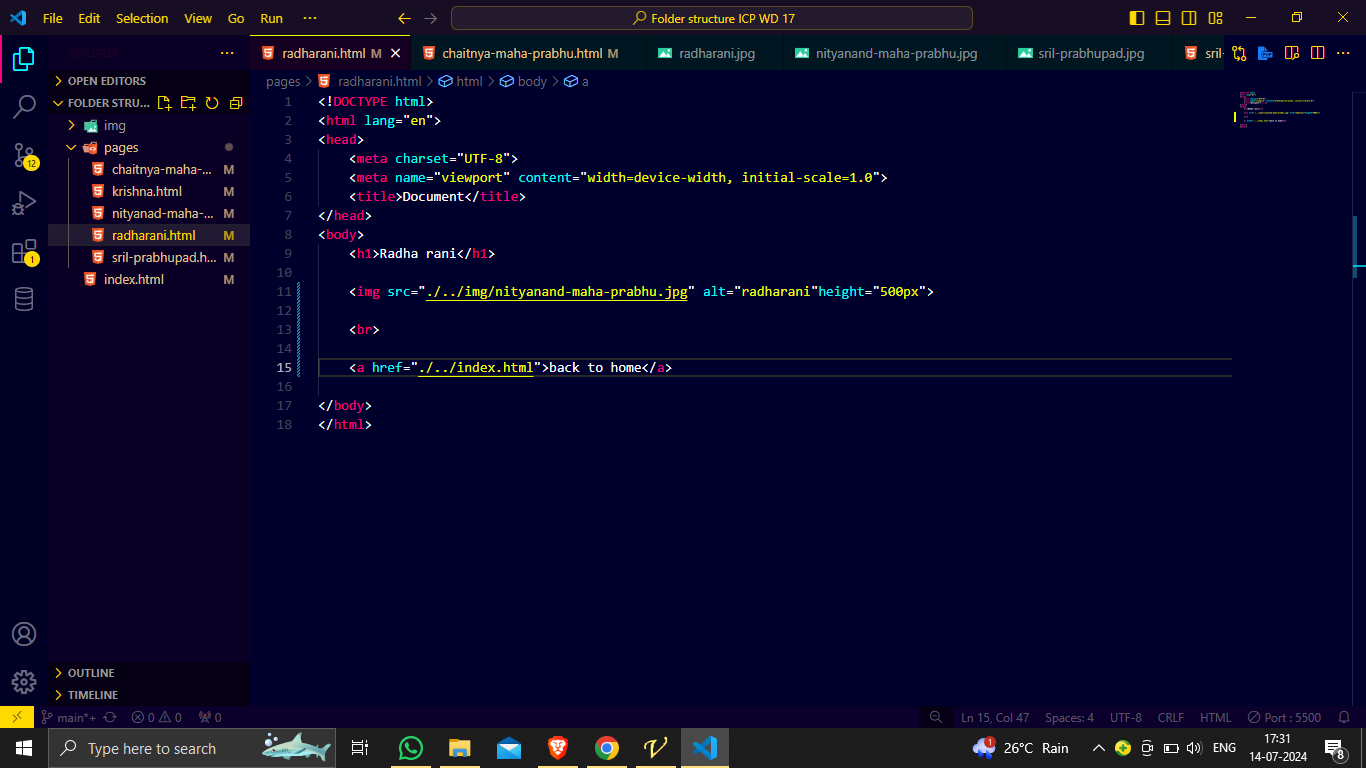 File Edit Selection View Go Run ···
Folder structure ICP WD 17
EXPLORER
radharani.html M
chaitnya-maha-prabhu.html M
radharani.jpg
nityanand-maha-prabhu.jpg
sril-prabhupad.jpg
sril-
OPEN EDITORS
FOLDER STRU...
img
pages
chaitnya-maha-... M
krishna.html M
nityanad-maha-... M
radharani.html M
sril-prabhupad.h... M
index.html M
OUTLINE
TIMELINE
pages > radharani.html > html > body > a
1 <!DOCTYPE html>
2 <html lang="en">
3 <head>
4 <meta charset="UTF-8">
5 <meta name="viewport" content="width=device-width, initial-scale=1.0">
6 <title>Document</title>
7 </head>
8 <body>
9 <h1>Radha rani</h1>
10
11 <img src="./../img/nityanand-maha-prabhu.jpg" alt="radharani"height="500px">
12
13 <br>
14
15 <a href="./../index.html">back to home</a>
16
17 </body>
18 </html>
12
1
main*+ 0 0 0
Ln 15, Col 47 Spaces: 4 UTF-8 CRLF HTML Port : 5500
Type here to search
1
26°C Rain
ENG
17:31
14-07-2024
8